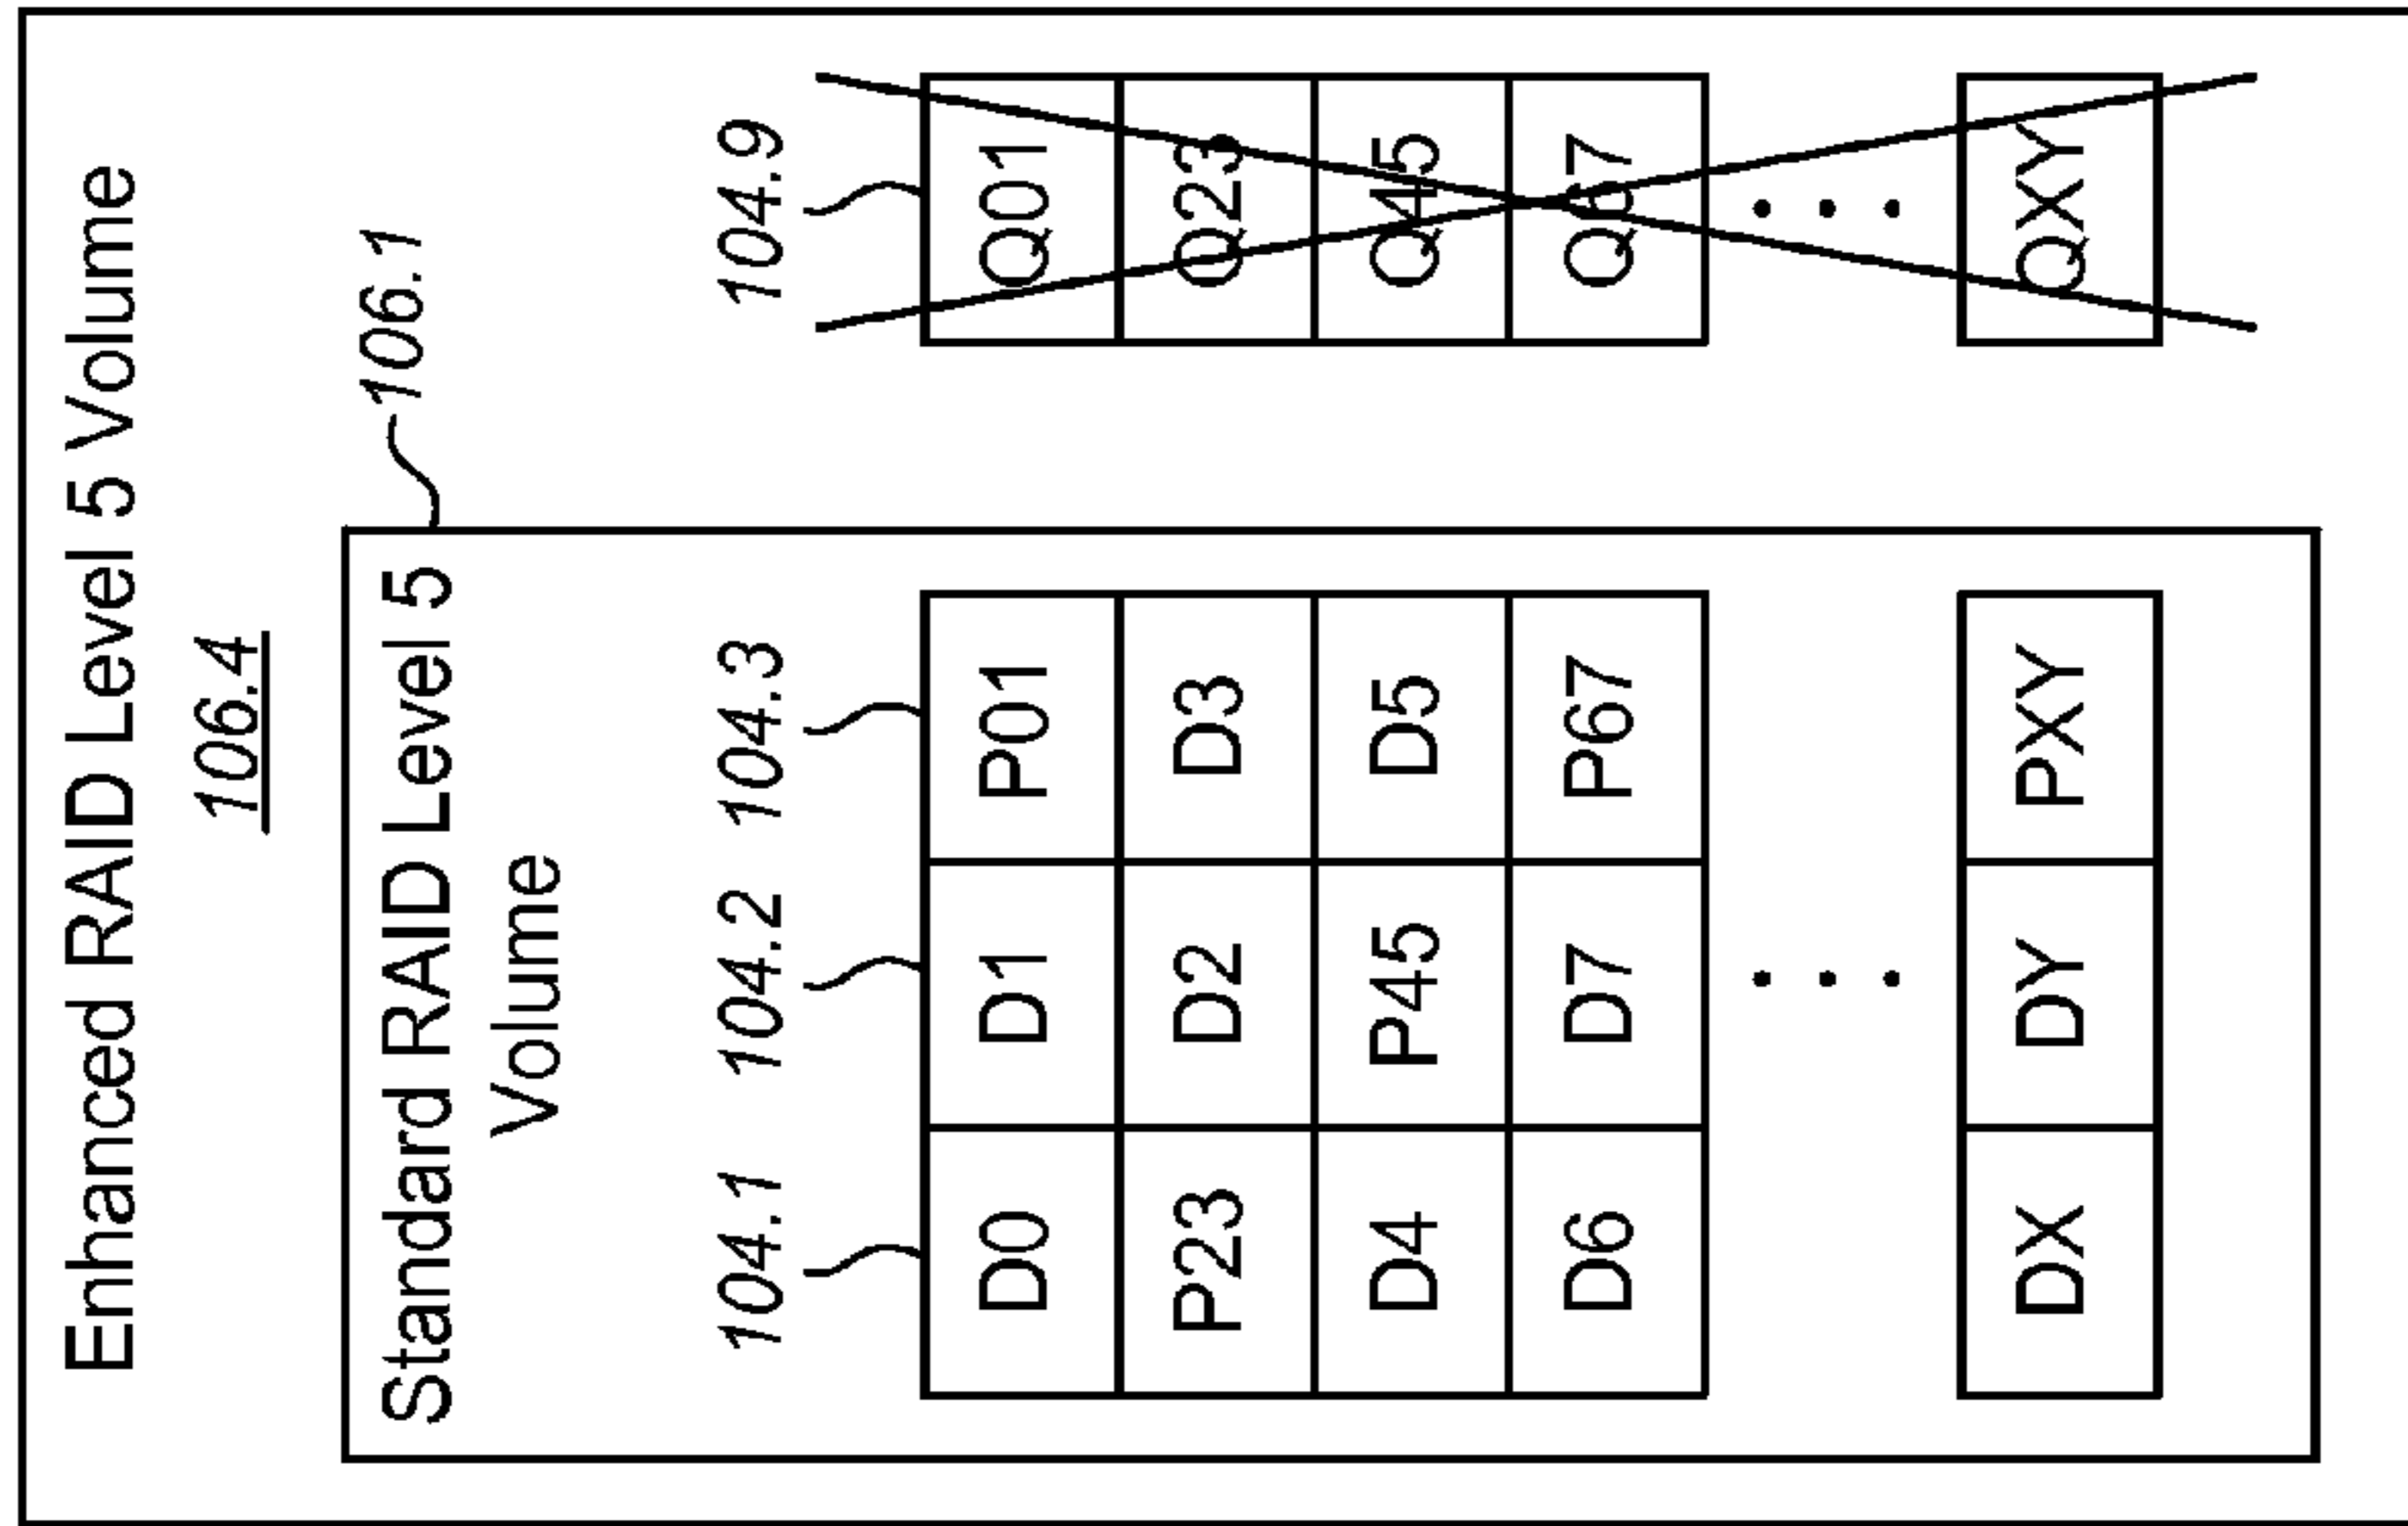 Enhanced RAID Level 5 Volume
106.4
106.1
Standard RAID Level 5
Volume
104.1 104.2 104.3 104.9
D0 D1 P01 Q01
P23 D2 D3 Q23
D4 P45 D5 Q45
D6 D7 P67 Q67
DX DY PXY QXY